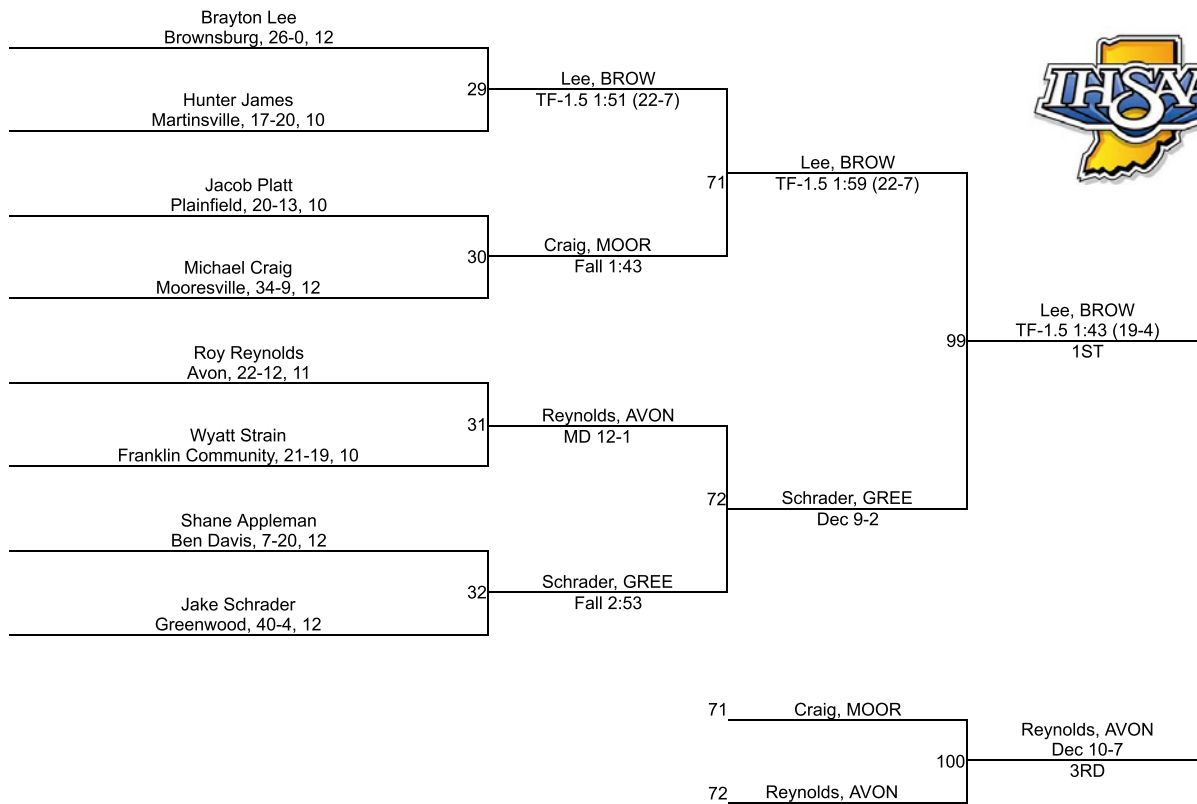 Brayton Lee
Brownsburg, 26-0, 12
29
Lee, BROW
TF-1.5 1:51 (22-7)
Hunter James
Martinsville, 17-20, 10
71
Lee, BROW
TF-1.5 1:59 (22-7)
Jacob Platt
Plainfield, 20-13, 10
30
Craig, MOOR
Fall 1:43
Michael Craig
Mooresville, 34-9, 12
99
Lee, BROW
TF-1.5 1:43 (19-4)
1ST
Roy Reynolds
Avon, 22-12, 11
31
Reynolds, AVON
MD 12-1
Wyatt Strain
Franklin Community, 21-19, 10
72
Schrader, GREE
Dec 9-2
Shane Appleman
Ben Davis, 7-20, 12
32
Schrader, GREE
Fall 2:53
Jake Schrader
Greenwood, 40-4, 12
71
Craig, MOOR
100
Reynolds, AVON
Dec 10-7
3RD
72
Reynolds, AVON
IHSAA